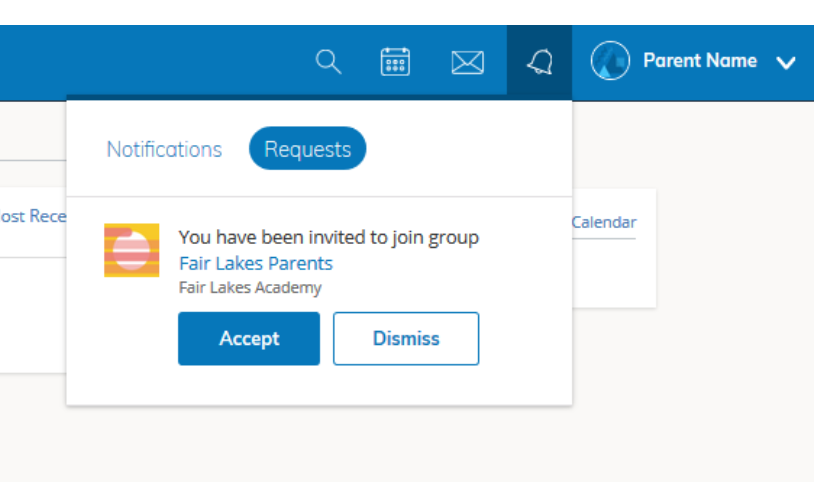 Parent Name
Notifications
Requests
ost Rece
Calendar
You have been invited to join group
Fair Lakes Parents
Fair Lakes Academy
Accept
Dismiss